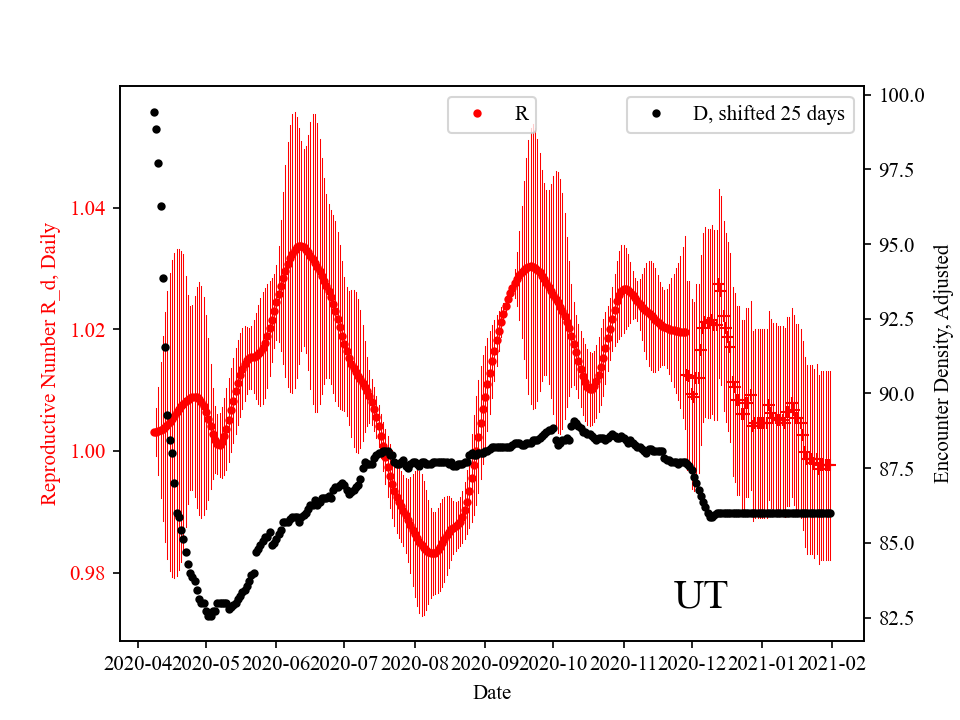 R
D, shifted 25 days
Reproductive Number R_d, Daily
1.04
1.02
1.00
0.98
100.0
97.5
95.0
92.5
90.0
87.5
85.0
82.5
Encounter Density, Adjusted
UT
2020-04 2020-05 2020-06 2020-07 2020-08 2020-09 2020-10 2020-11 2020-12 2021-01 2021-02
Date